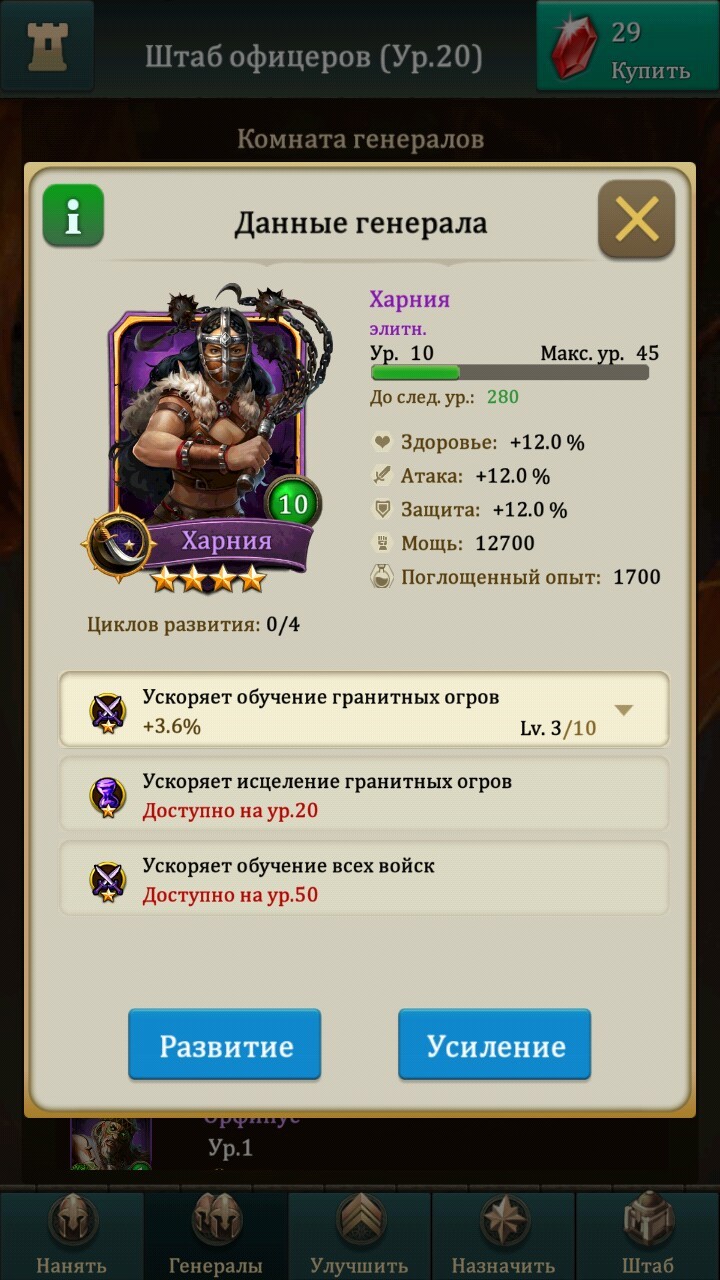 Штаб офицеров (Ур.20)
29
Купить
Комната генералов
Данные генерала
Харния
элитн.
Ур. 10 Макс. ур. 45
До след. ур.: 280
Здоровье: +12.0 %
Атака: +12.0 %
Защита: +12.0 %
Мощь: 12700
Поглощенный опыт: 1700
10
Харния
Циклов развития: 0/4
Ускоряет обучение гранитных огров
+3.6% Lv. 3/10
Ускоряет исцеление гранитных огров
Доступно на ур.20
Ускоряет обучение всех войск
Доступно на ур.50
Развитие Усиление
Ур.1
Нанять Генералы Улучшить Назначить Штаб